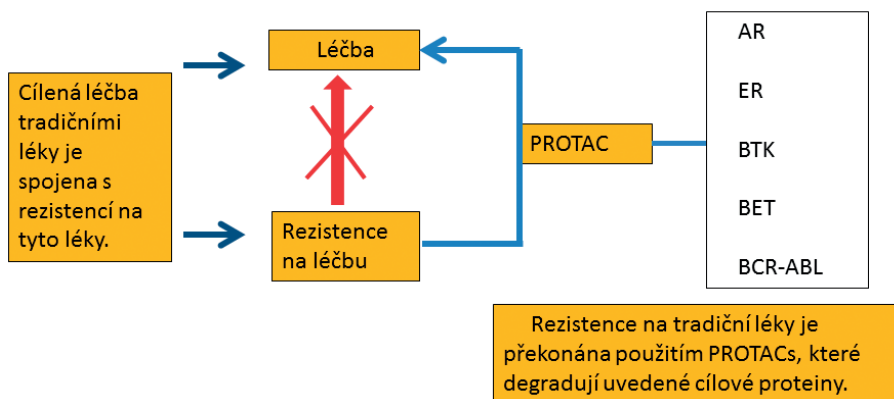 Cílená léčba
tradičními
léky je
spojena s
rezistencí na
tyto léky.
Léčba
Rezistence
na léčbu
PROTAC
AR
ER
BTK
BET
BCR-ABL
Rezistence na tradiční léky je
překonána použitím PROTACs, které
degradují uvedené cílové proteiny.